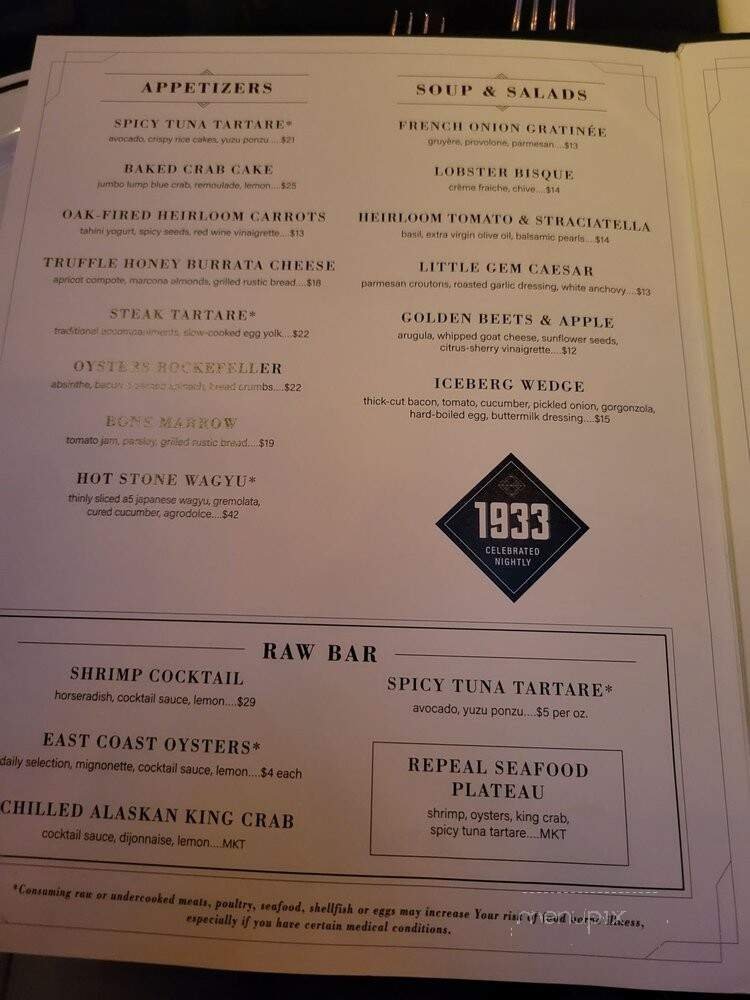 APPETIZERS
SPICY TUNA TARTARE*
avocado, crispy rice cakes, yuzu ponzu....$21
BAKED CRAB CAKE
jumbo lump blue crab, remoulade, lemon....$25
OAK-FIRED HEIRLOOM CARROTS
tahini yogurt, spicy seeds, red wine vinaigrette....$13
TRUFFLE HONEY BURRATA CHEESE
apricot compote, marcona almonds, grilled rustic bread....$18
STEAK TARTARE*
traditional accompaniments, slow-cooked egg yolk....$22
OYSTERS ROCKEFELLER
absinthe, bacon, creamed spinach, bread crumbs....$22
BONE MARROW
tomato jam, parsley, grilled rustic bread....$19
HOT STONE WAGYU*
thinly sliced a5 japanese wagyu, gremolata,
cured cucumber, agrodolce....$42
SOUP & SALADS
FRENCH ONION GRATINÉE
gruyère, provolone, parmesan....$13
LOBSTER BISQUE
crème fraiche, chive....$14
HEIRLOOM TOMATO & STRACIATELLA
basil, extra virgin olive oil, balsamic pearls....$14
LITTLE GEM CAESAR
parmesan croutons, roasted garlic dressing, white anchovy....$13
GOLDEN BEETS & APPLE
arugula, whipped goat cheese, sunflower seeds,
citrus-sherry vinaigrette....$12
ICEBERG WEDGE
thick-cut bacon, tomato, cucumber, pickled onion, gorgonzola,
hard-boiled egg, buttermilk dressing....$15
1933
CELEBRATED
NIGHTLY
RAW BAR
SHRIMP COCKTAIL
horseradish, cocktail sauce, lemon....$29
EAST COAST OYSTERS*
daily selection, mignonette, cocktail sauce, lemon....$4 each
CHILLED ALASKAN KING CRAB
cocktail sauce, dijonnaise, lemon....MKT
SPICY TUNA TARTARE*
avocado, yuzu ponzu....$5 per oz.
REPEAL SEAFOOD
PLATEAU
shrimp, oysters, king crab,
spicy tuna tartare....MKT
*Consuming raw or undercooked meats, poultry, seafood, shellfish or eggs may increase Your risk of food borne illness,
especially if you have certain medical conditions.
menupix